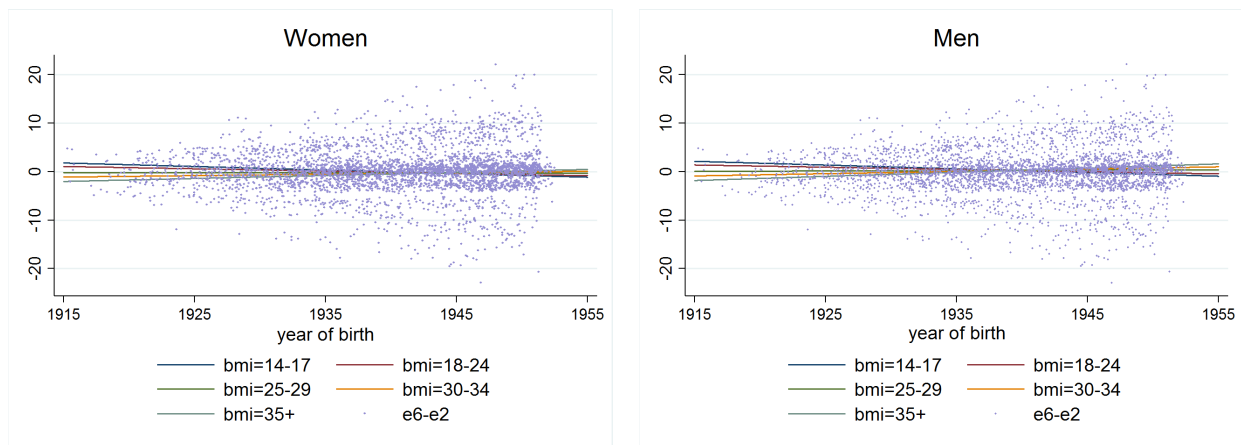 Women
20
10
0
-10
-20
1915 1925 1935 1945 1955
year of birth
bmi=14-17 bmi=18-24
bmi=25-29 bmi=30-34
bmi=35+ e6-e2
Men
20
10
0
-10
-20
1915 1925 1935 1945 1955
year of birth
bmi=14-17 bmi=18-24
bmi=25-29 bmi=30-34
bmi=35+ e6-e2